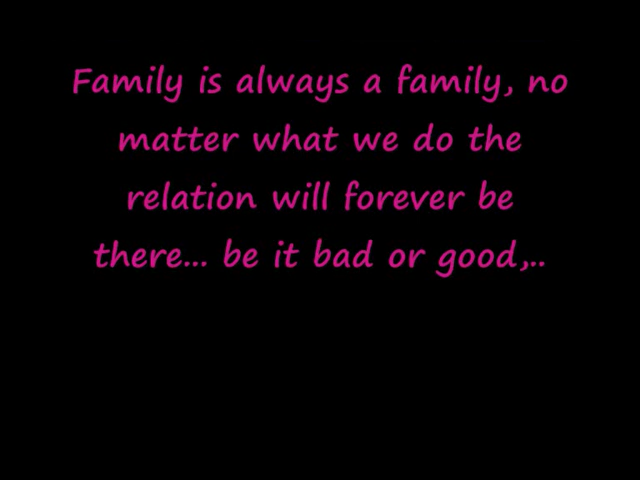 Family is always a family, no
matter what we do the
relation will forever be
there... be it bad or good,..